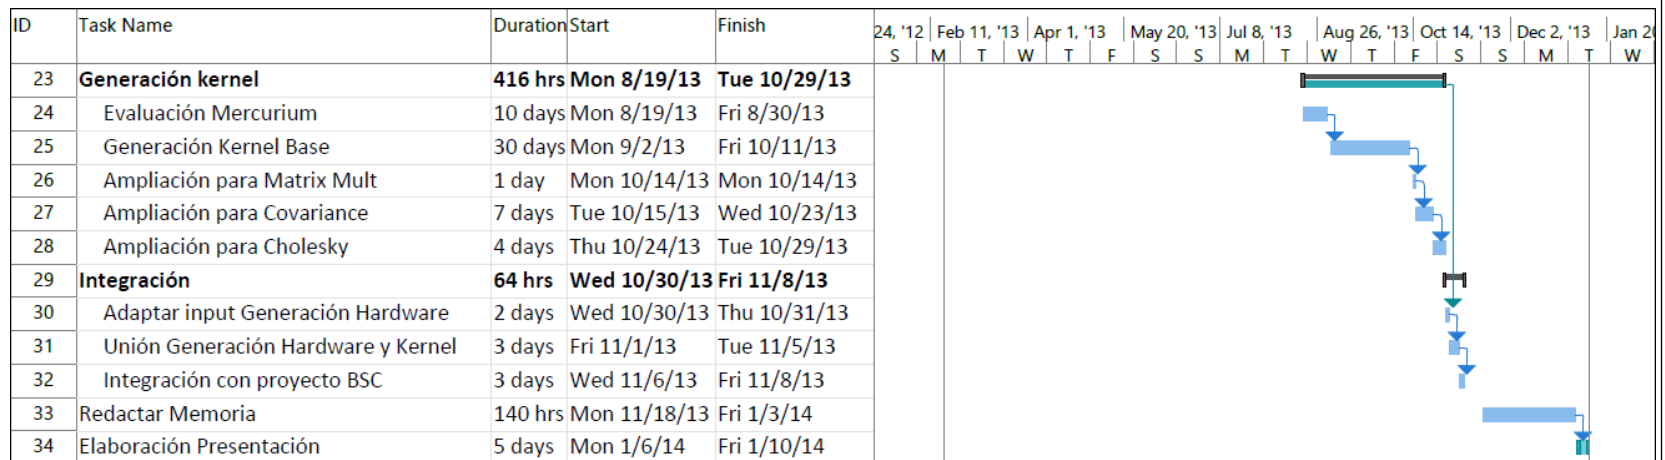 ID Task Name Duration Start Finish 24, '12 Feb 11, '13 Apr 1, '13 May 20, '13 Jul 8, '13 Aug 26, '13 Oct 14, '13 Dec 2, '13 Jan
S M T W T F S S M T W T F S S M T W
23 Generación kernel 416 hrs Mon 8/19/13 Tue 10/29/13
24 Evaluación Mercurium 10 days Mon 8/19/13 Fri 8/30/13
25 Generación Kernel Base 30 days Mon 9/2/13 Fri 10/11/13
26 Ampliación para Matrix Mult 1 day Mon 10/14/13 Mon 10/14/13
27 Ampliación para Covariance 7 days Tue 10/15/13 Wed 10/23/13
28 Ampliación para Cholesky 4 days Thu 10/24/13 Tue 10/29/13
29 Integración 64 hrs Wed 10/30/13 Fri 11/8/13
30 Adaptar input Generación Hardware 2 days Wed 10/30/13 Thu 10/31/13
31 Unión Generación Hardware y Kernel 3 days Fri 11/1/13 Tue 11/5/13
32 Integración con proyecto BSC 3 days Wed 11/6/13 Fri 11/8/13
33 Redactar Memoria 140 hrs Mon 11/18/13 Fri 1/3/14
34 Elaboración Presentación 5 days Mon 1/6/14 Fri 1/10/14